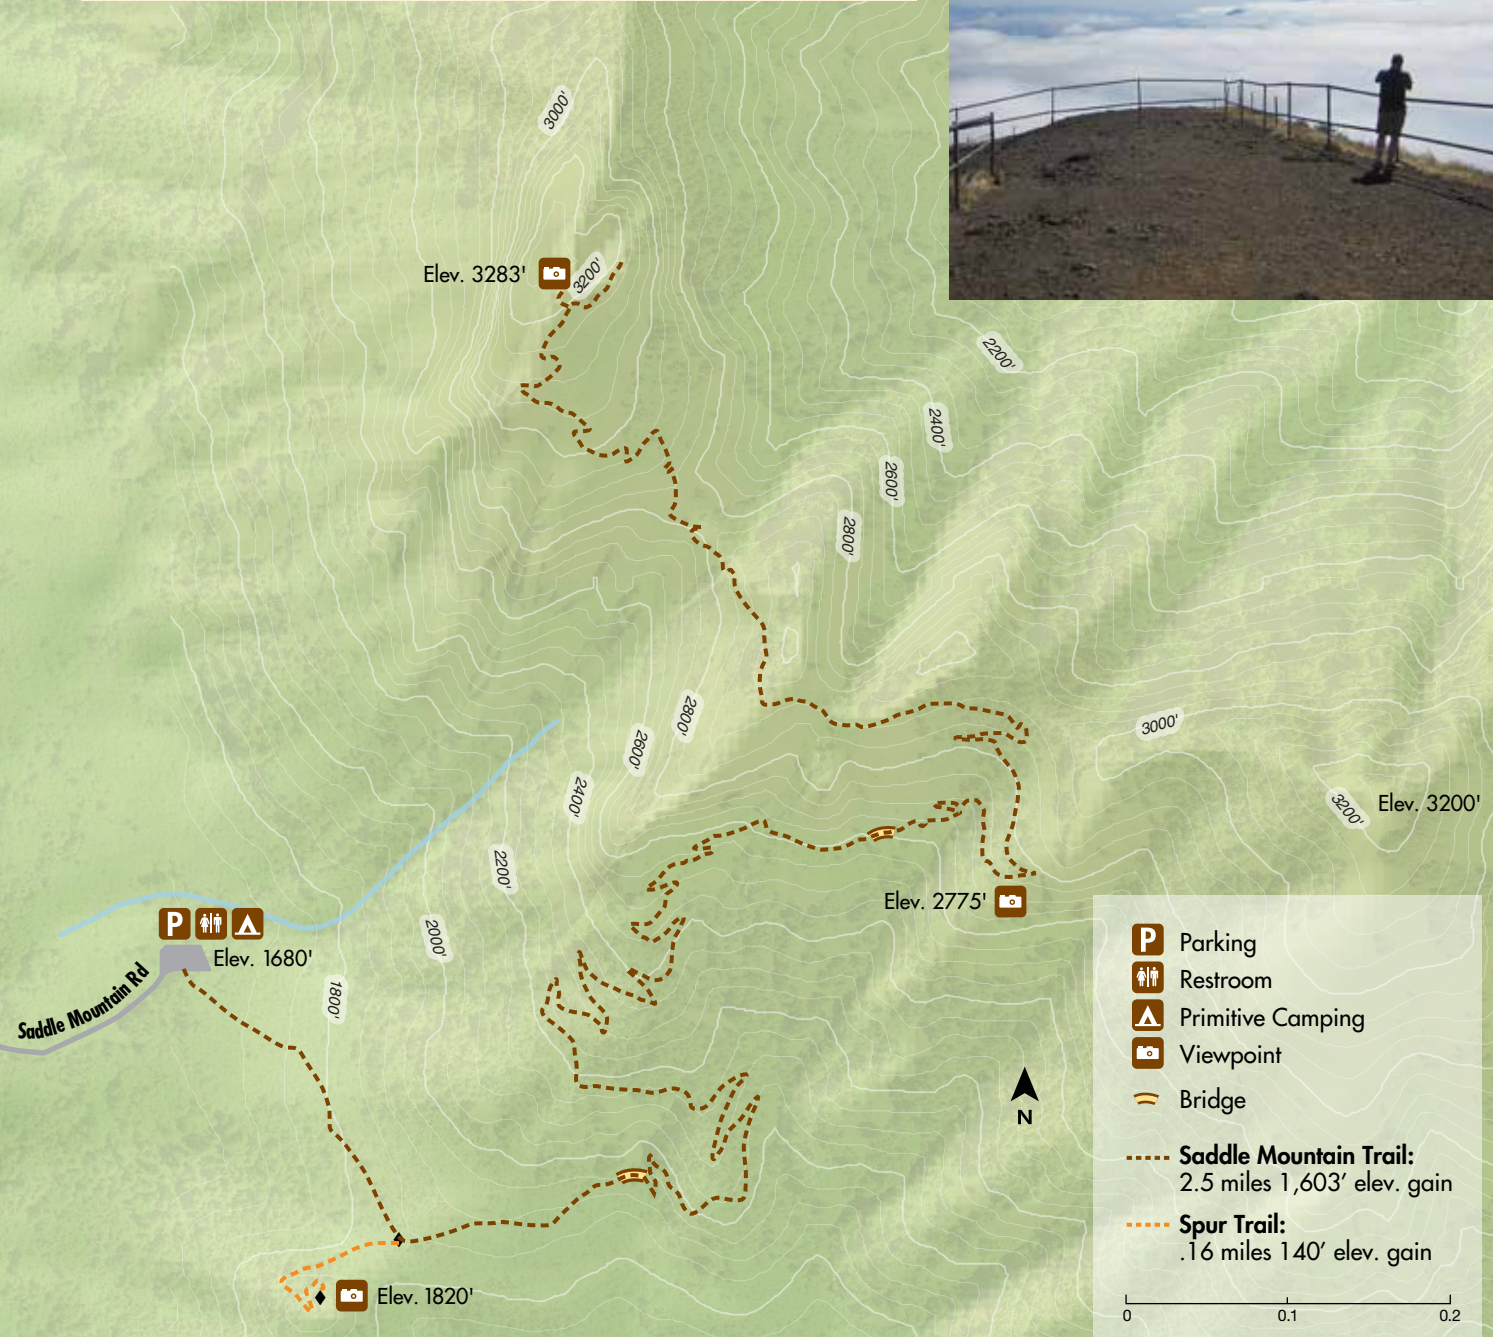 3000'
Elev. 3283'
3200'
2200'
2400'
2600'
2800'
2800'
3000'
2600'
2400'
3200'
Elev. 3200'
2200'
Elev. 2775'
2000'
P
Elev. 1680'
1800'
Saddle Mountain Rd
P Parking
Restroom
Primitive Camping
Viewpoint
Bridge
N
Saddle Mountain Trail:
2.5 miles 1,603' elev. gain
Spur Trail:
.16 miles 140' elev. gain
Elev. 1820'
0 0.1 0.2